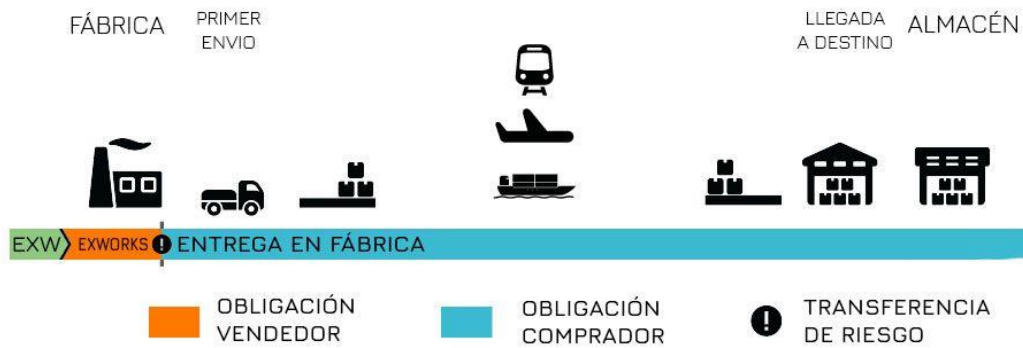 FÁBRICA
PRIMER
ENVIO
LLEGADA
A DESTINO
ALMACÉN
EXW EXWORKS ! ENTREGA EN FÁBRICA
OBLIGACIÓN
VENDEDOR
OBLIGACIÓN
COMPRADOR
! TRANSFERENCIA
DE RIESGO